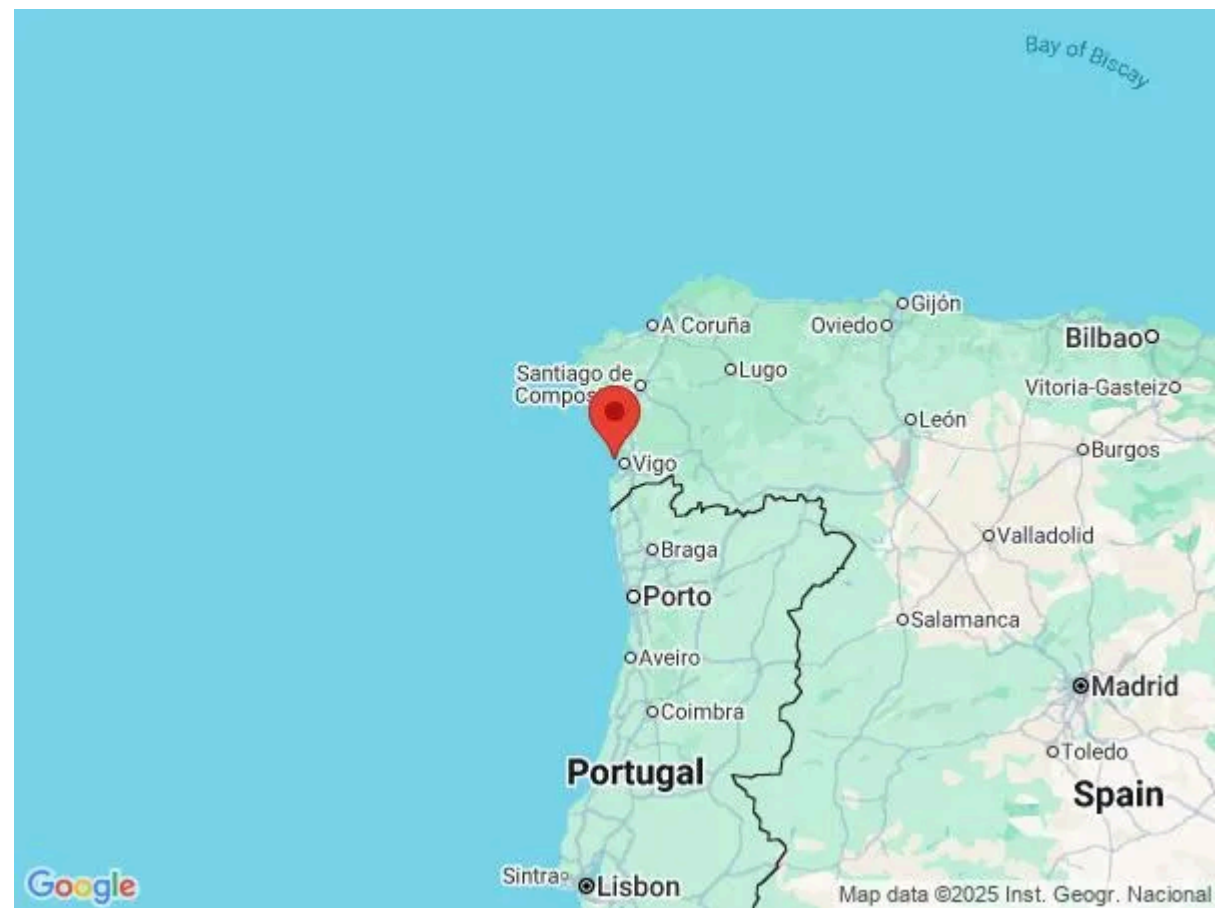 Bay of Biscay
Gijón
A Coruña
Oviedo
Bilbao
Santiago de
Lugo
Vitoria-Gasteiz
León
Burgos
Vigo
Valladolid
Braga
Porto
Salamanca
Aveiro
Madrid
Coimbra
Toledo
Portugal
Spain
Sintra
Lisbon
Google
Map data ©2025 Inst. Geogr. Nacional